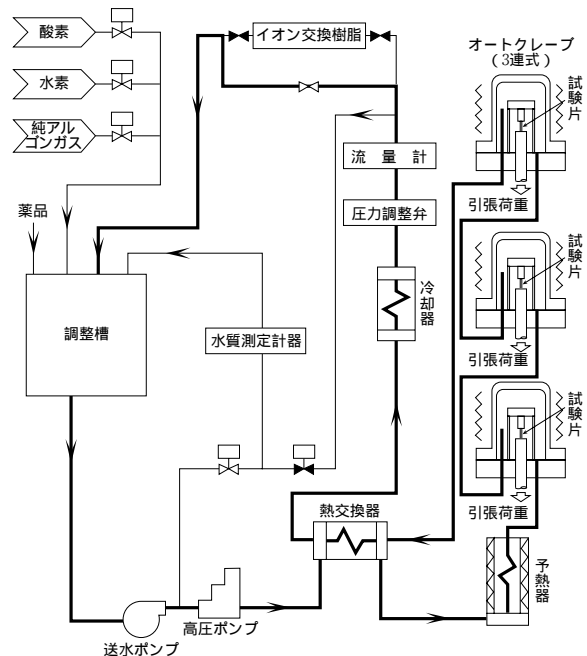 酸素
水素
純アル
ゴンガス
薬品
調整槽
イオン交換樹脂
流量計
圧力調整弁
冷却器
水質測定計器
熱交換器
送水ポンプ
高圧ポンプ
予熱器
オートクレーブ
(3連式)
試験片
引張荷重
試験片
引張荷重
試験片
引張荷重